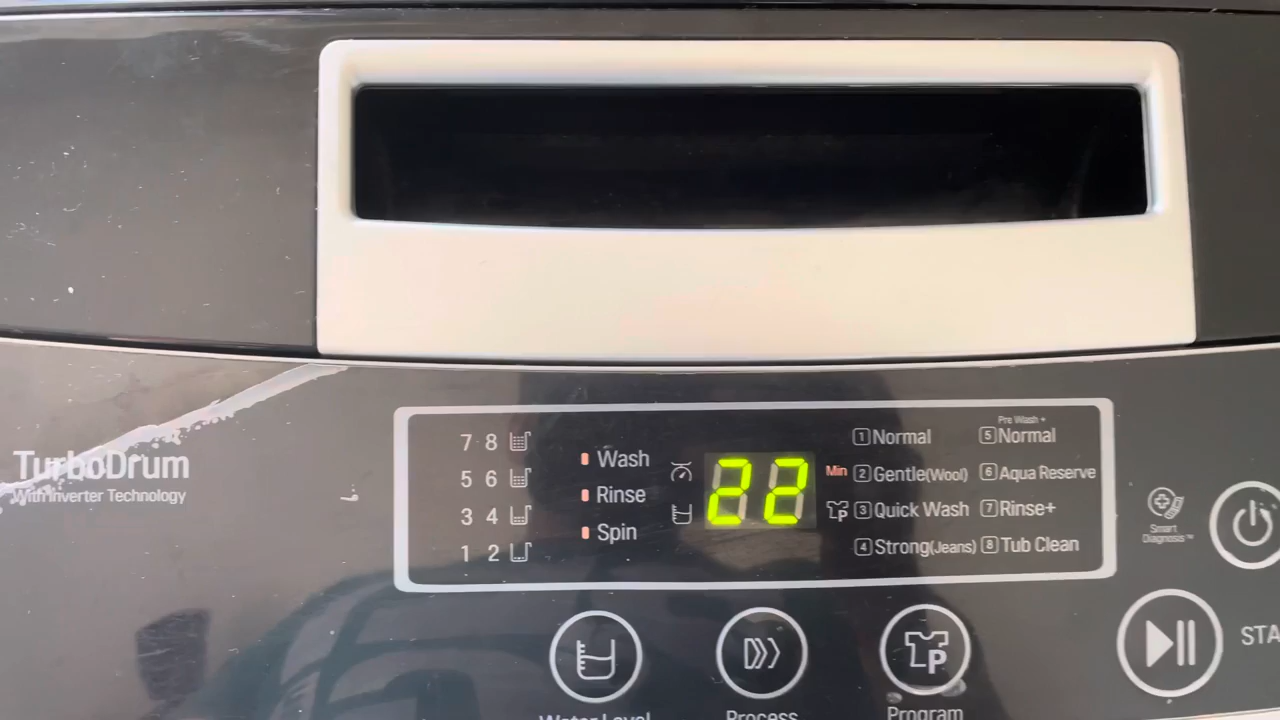 TurboDrum
With Inverter Technology
7 8
5 6
3 4
1 2
Wash
Rinse
Spin
22
Min
P
1 Normal
2 Gentle(Wool)
3 Quick Wash
4 Strong(Jeans)
Pre Wash +
5 Normal
6 Aqua Reserve
7 Rinse+
8 Tub Clean
Smart
Diagnosis™
Water Level
Process
P
Program
STA